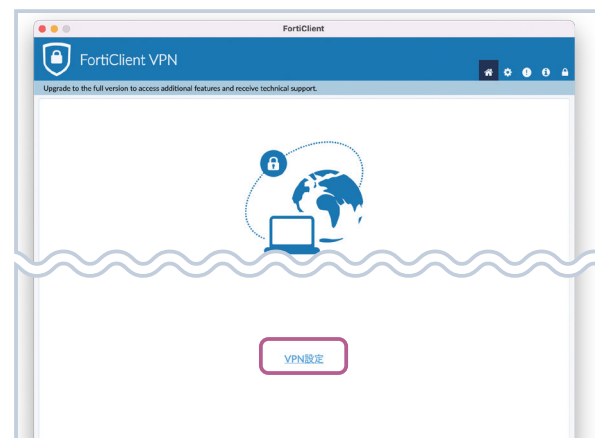 FortiClient
FortiClient VPN
Upgrade to the full version to access additional features and receive technical support.
VPN設定